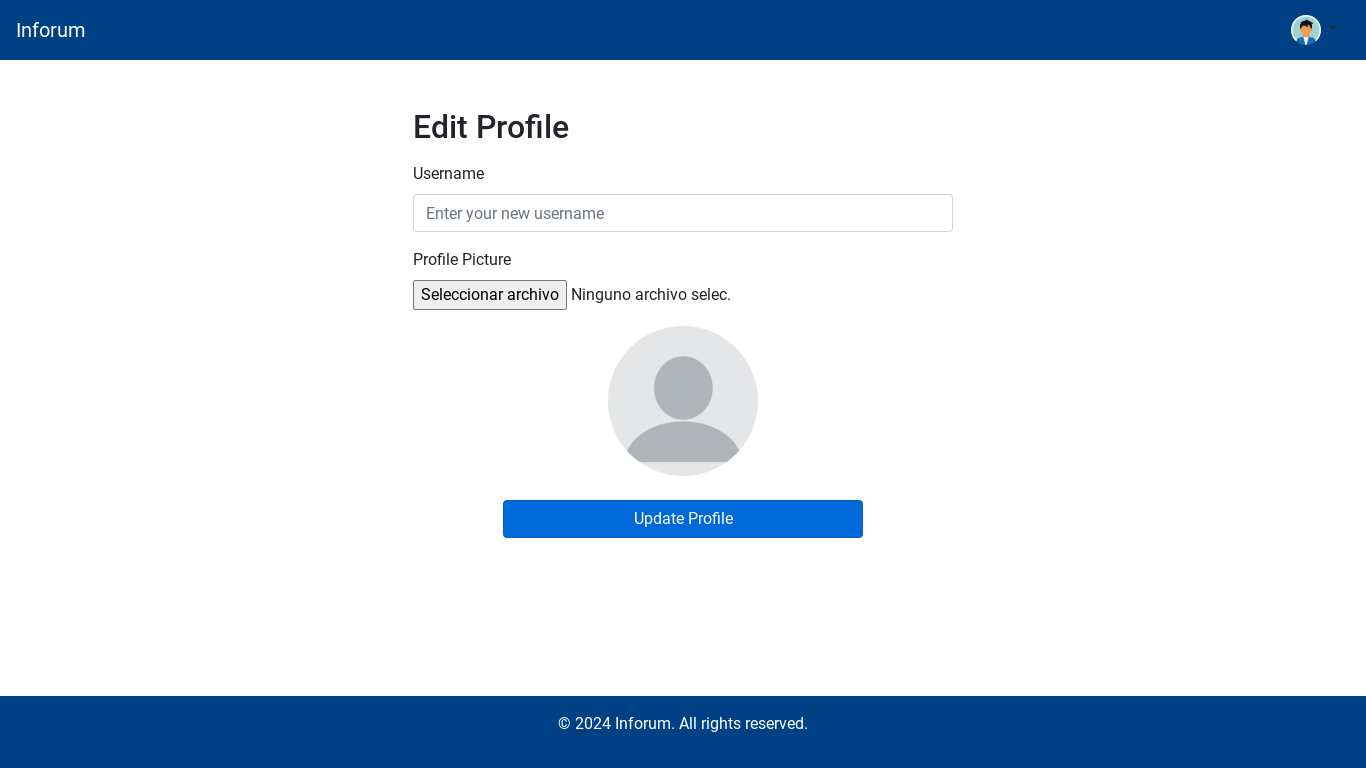 Inforum
Edit Profile
Username
Enter your new username
Profile Picture
Seleccionar archivo Ninguno archivo selec.
Update Profile
© 2024 Inforum. All rights reserved.